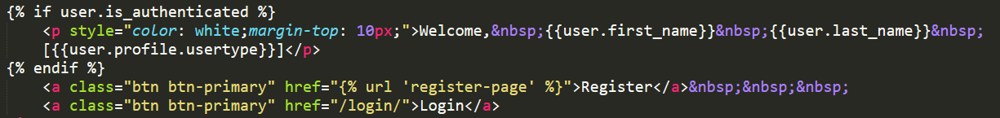 {% if user.is_authenticated %}
<p style="color: white;margin-top: 10px;">Welcome,&nbsp;{{user.first_name}}&nbsp;{{user.last_name}}&nbsp;
[{{user.profile.usertype}}]</p>
{% endif %}
<a class="btn btn-primary" href="{% url 'register-page' %}">Register</a>&nbsp;&nbsp;&nbsp;
<a class="btn btn-primary" href="/login/">Login</a>